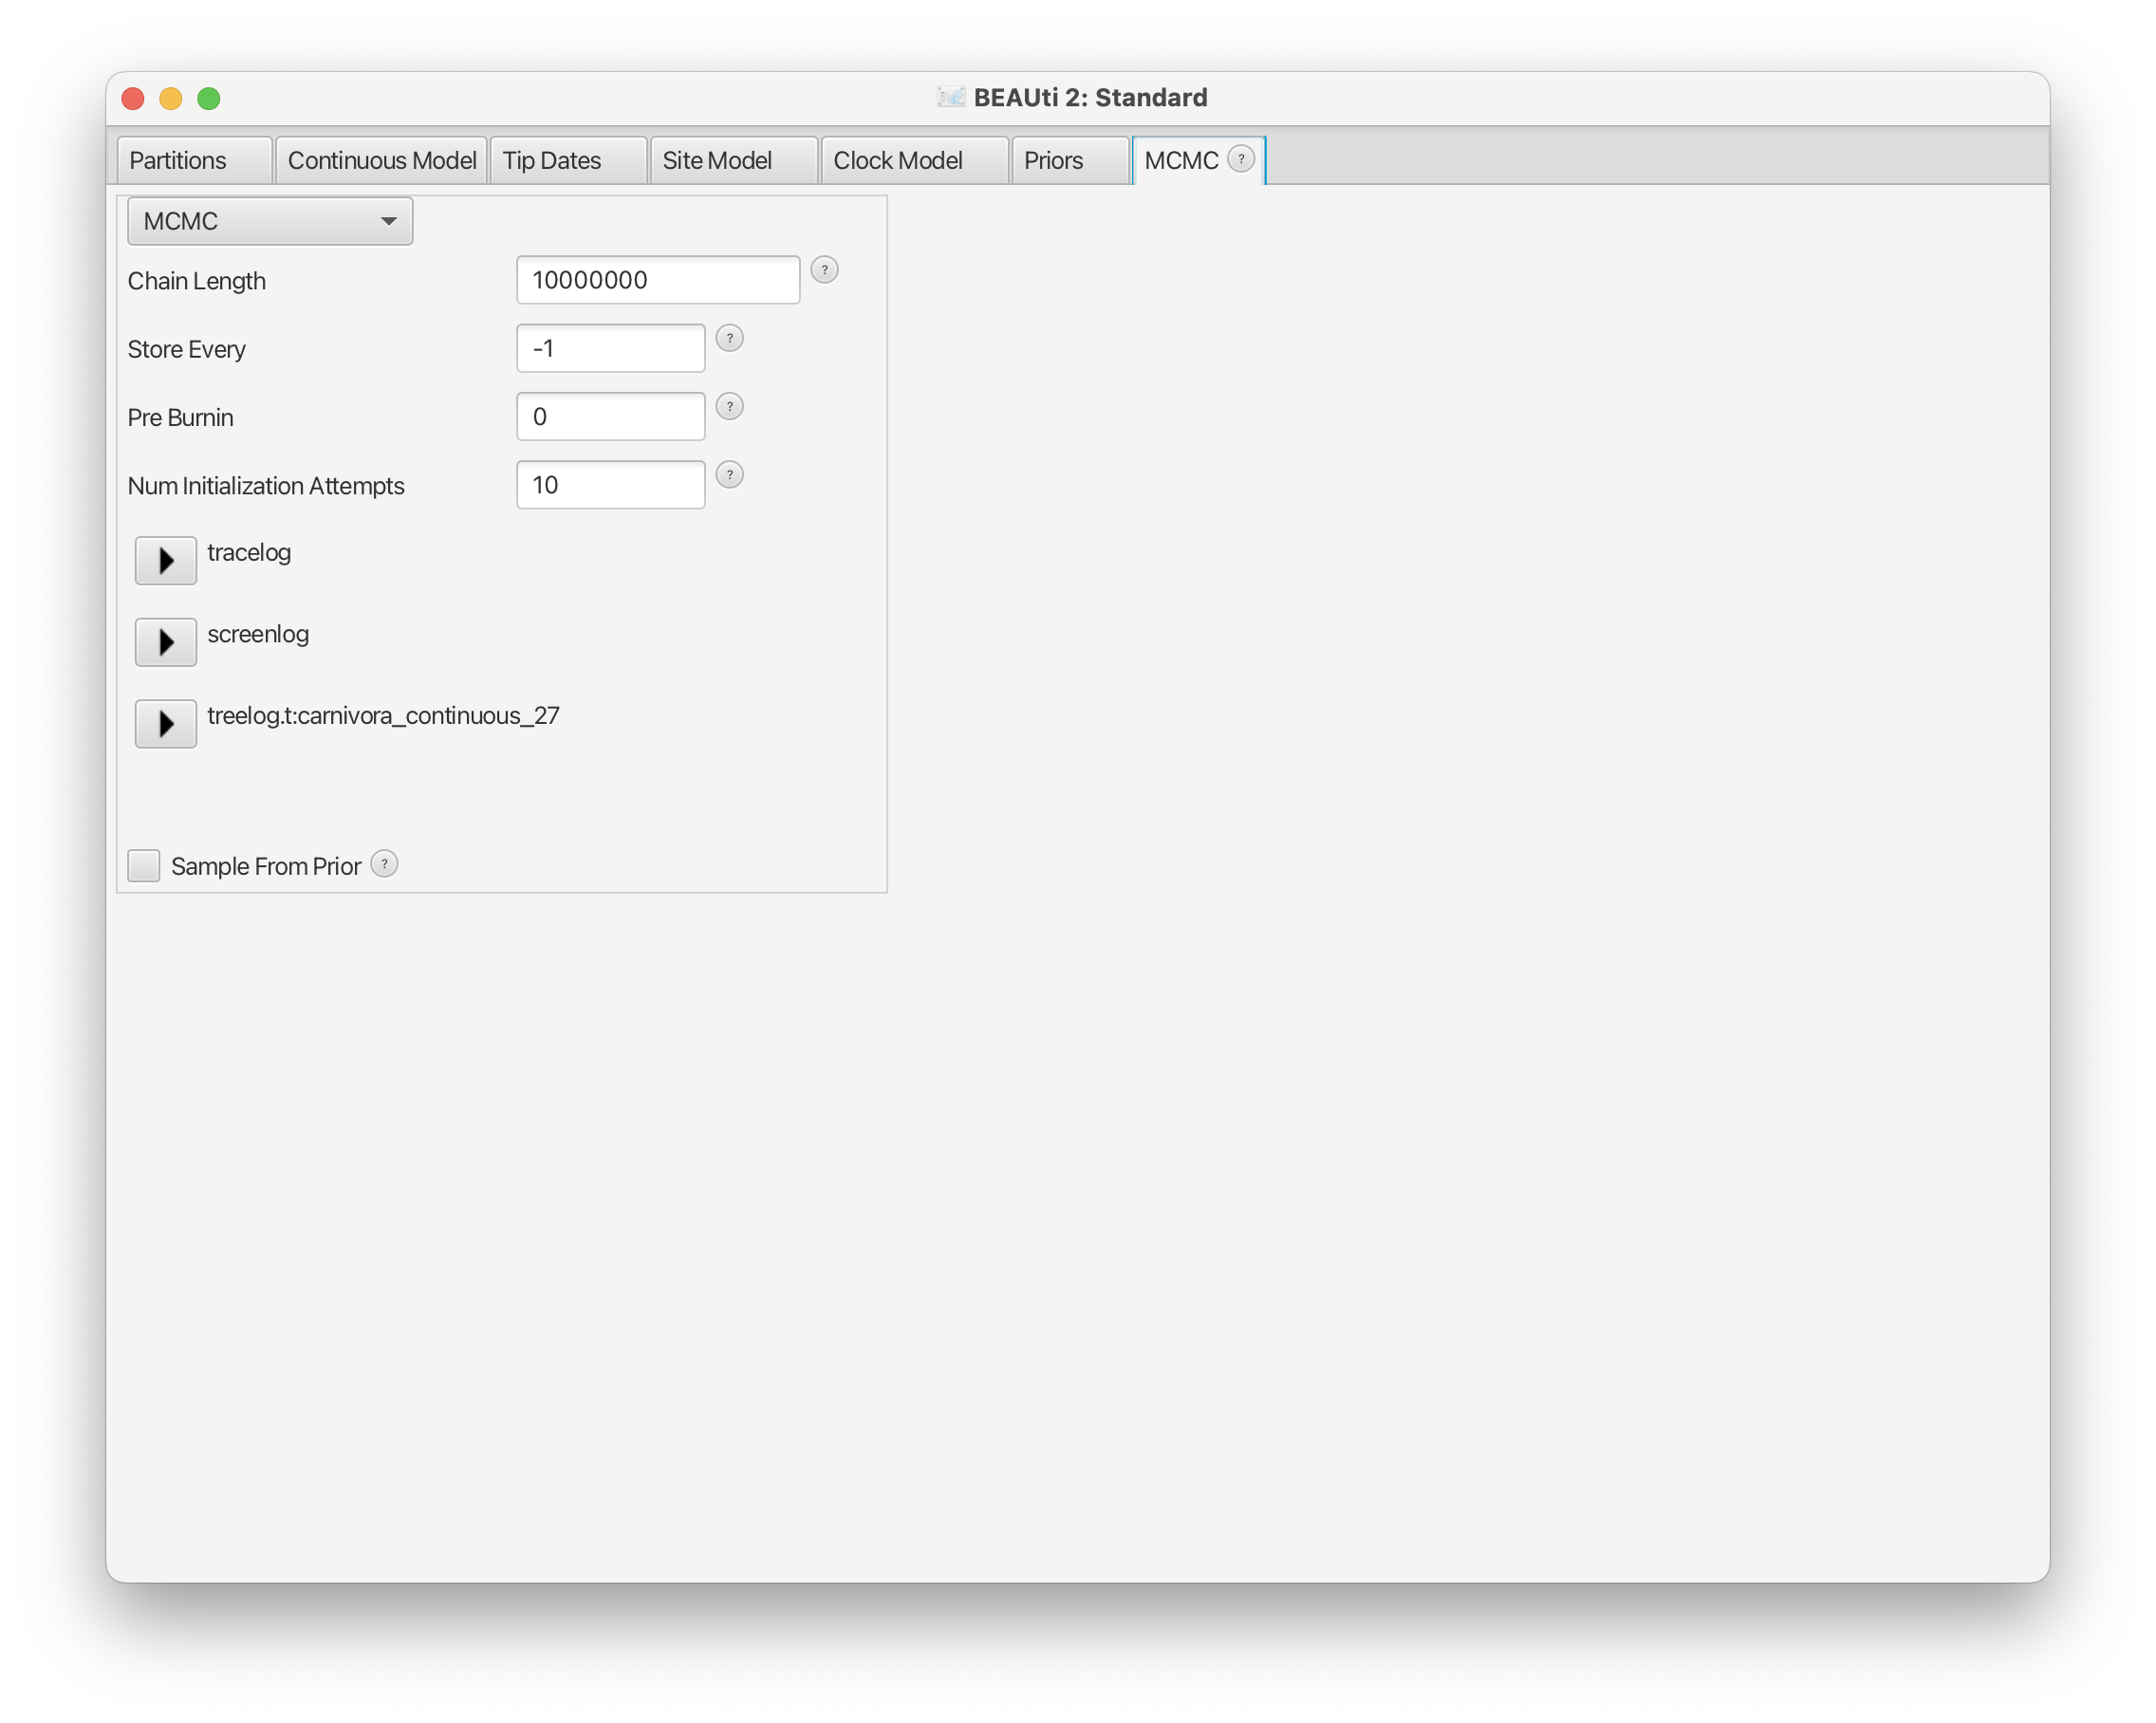 BEAUti 2: Standard
Partitions Continuous Model Tip Dates Site Model Clock Model Priors MCMC ?
MCMC
Chain Length 10000000 ?
Store Every -1 ?
Pre Burnin 0 ?
Num Initialization Attempts 10 ?
tracelog
screenlog
treelog.t:carnivora_continuous_27
Sample From Prior ?